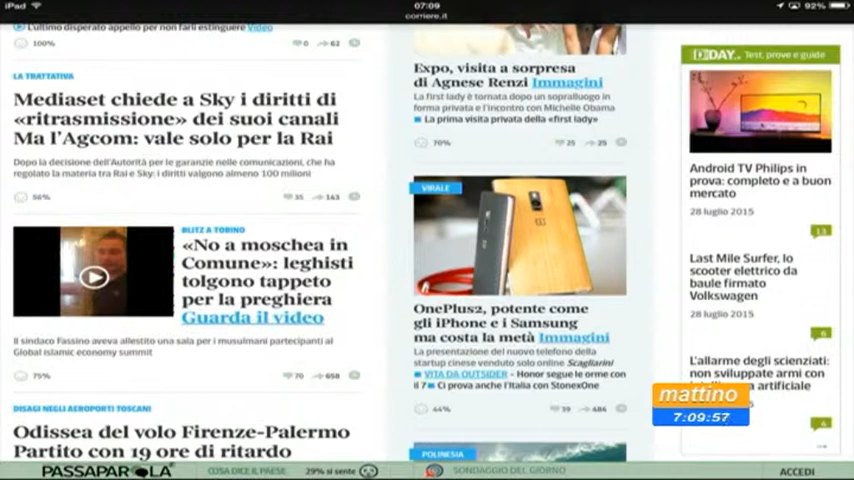 iPad
07:09
corriere.it
92%
L'ultimo disperato appello per non farli estinguere Video
100%
0
62
LA TRATTATIVA
Mediaset chiede a Sky i diritti di
«ritrasmissione» dei suoi canali
Ma l'Agcom: vale solo per la Rai
Dopo la decisione dell'Autorità per le garanzie nelle comunicazioni, che ha
regolato la materia tra Rai e Sky: i diritti valgono almeno 100 milioni
56%
35
143
BLITZ A TORINO
«No a moschea in
Comune»: leghisti
tolgono tappeto
per la preghiera
Guarda il video
Il sindaco Fassino aveva allestito una sala per i musulmani partecipanti al
Global islamic economy summit
75%
70
658
DISAGI NEGLI AEROPORTI TOSCANI
Odissea del volo Firenze-Palermo
Partito con 19 ore di ritardo
Expo, visita a sorpresa
di Agnese Renzi Immagini
La first lady è tornata dopo un sopralluogo in
forma privata e l'incontro con Michelle Obama
La prima visita privata della «first lady»
70%
21
25
VIRALE
OnePlus2, potente come
gli iPhone e i Samsung
ma costa la metà Immagini
La presentazione del nuovo telefono della
startup cinese venduto solo online Scagliarini
VITA DA OUTSIDER - Honor segue le orme con
il 7 Ci prova anche l'Italia con StonexOne
44%
39
484
POLINESIA
DDAY.it Test, prove e guide
Android TV Philips in
prova: completo e a buon
mercato
28 luglio 2015
13
Last Mile Surfer, lo
scooter elettrico da
baule firmato
Volkswagen
28 luglio 2015
6
L'allarme degli scienziati:
non sviluppate armi con
artificiale
4
mattino
7:09:57
PASSAPAROLA
COSA DICE IL PAESE
29% si sente
SONDAGGIO DEL GIORNO
ACCEDI